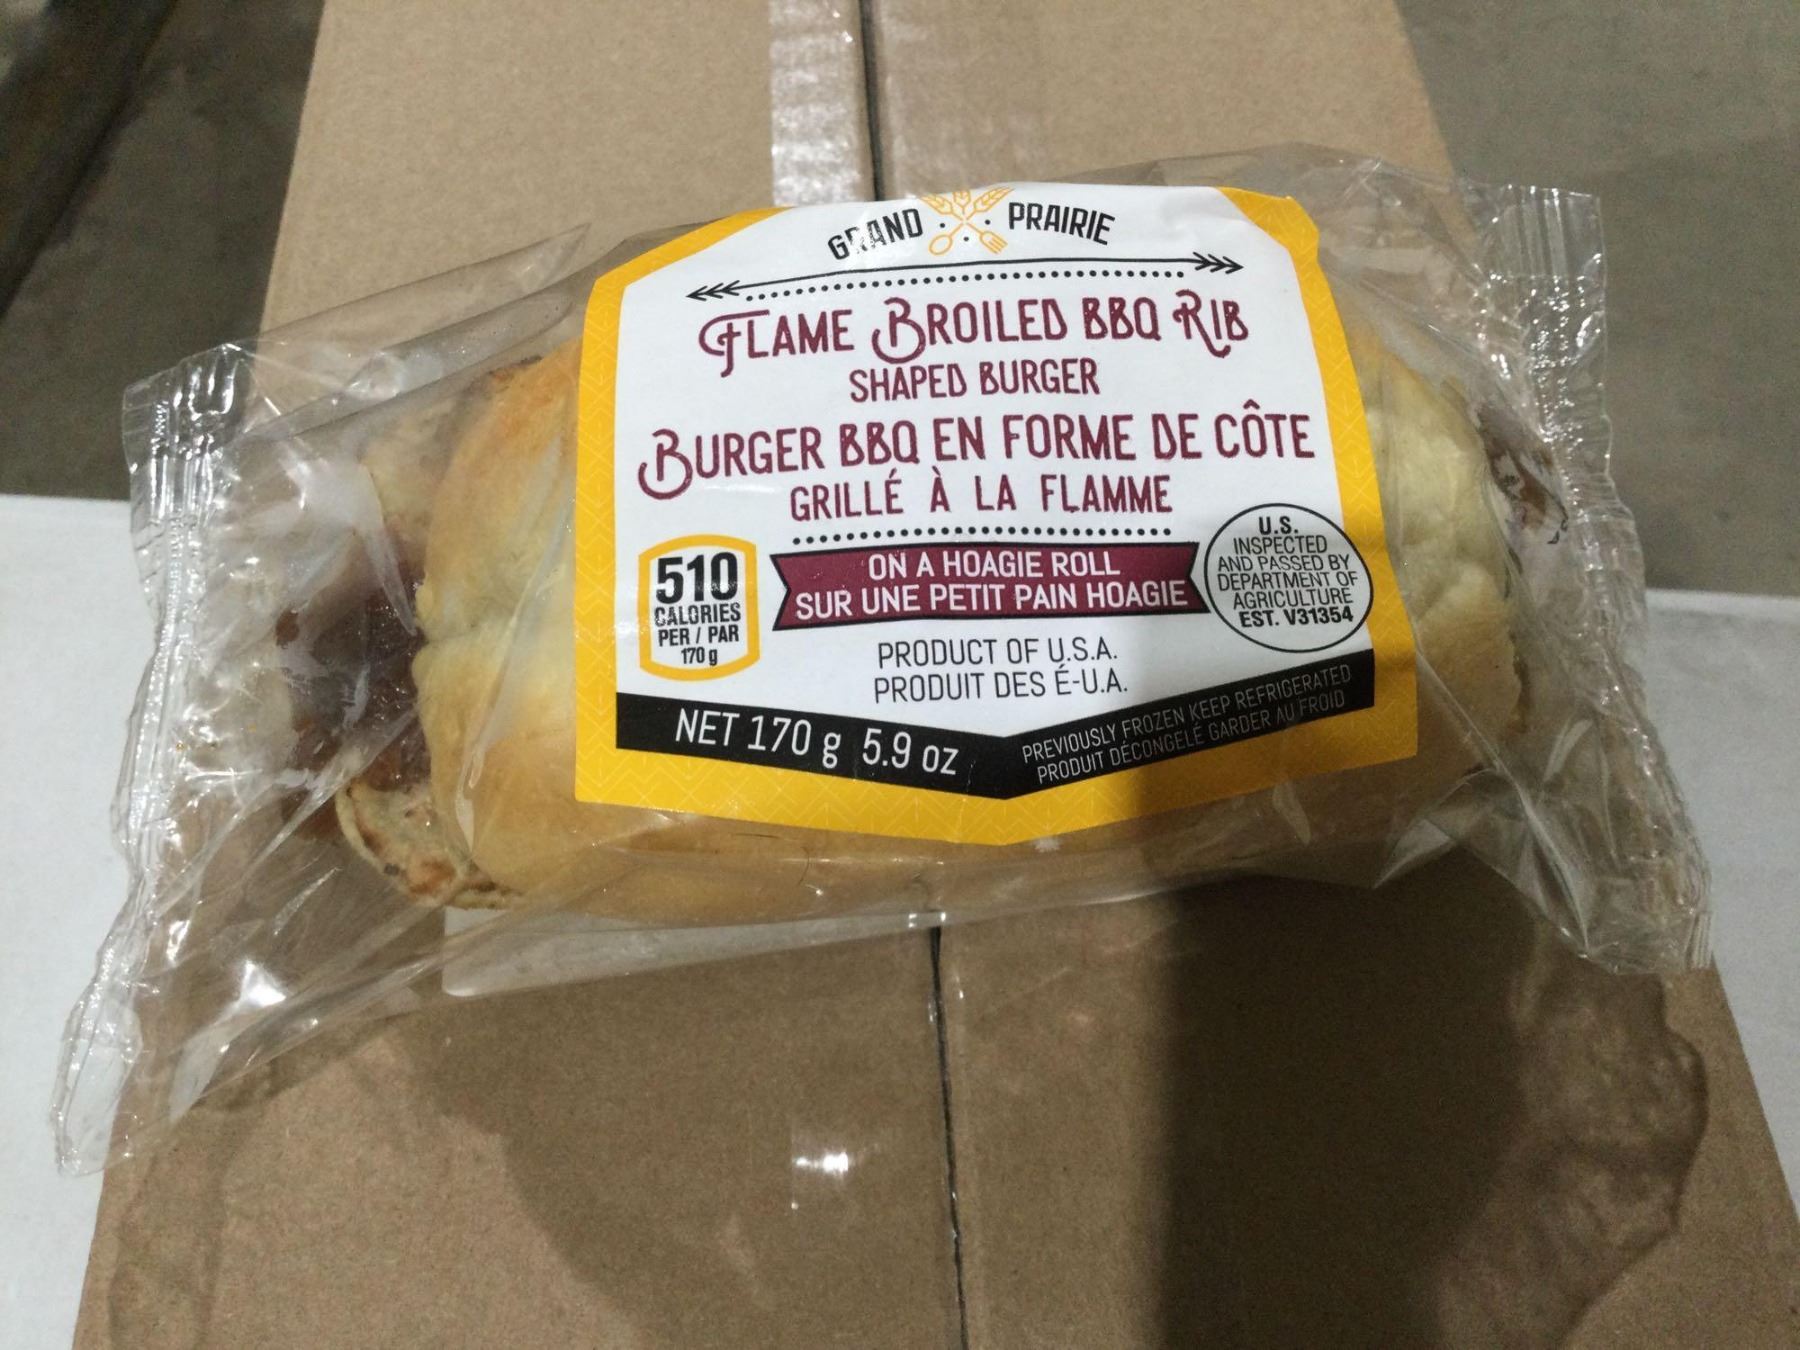 GRAND PRAIRIE
FLAME BROILED BBQ RIB
SHAPED BURGER
BURGER BBQ EN FORME DE CÔTE
GRILLÉ À LA FLAMME
510
CALORIES
PER / PAR
170 g
ON A HOAGIE ROLL
SUR UNE PETIT PAIN HOAGIE
U.S.
INSPECTED
AND PASSED BY
DEPARTMENT OF
AGRICULTURE
EST. V31354
PRODUCT OF U.S.A.
PRODUIT DES É-U.A.
NET 170 g 5.9 oz
PREVIOUSLY FROZEN KEEP REFRIGERATED
PRODUIT DÉCONGELÉ GARDER AU FROID